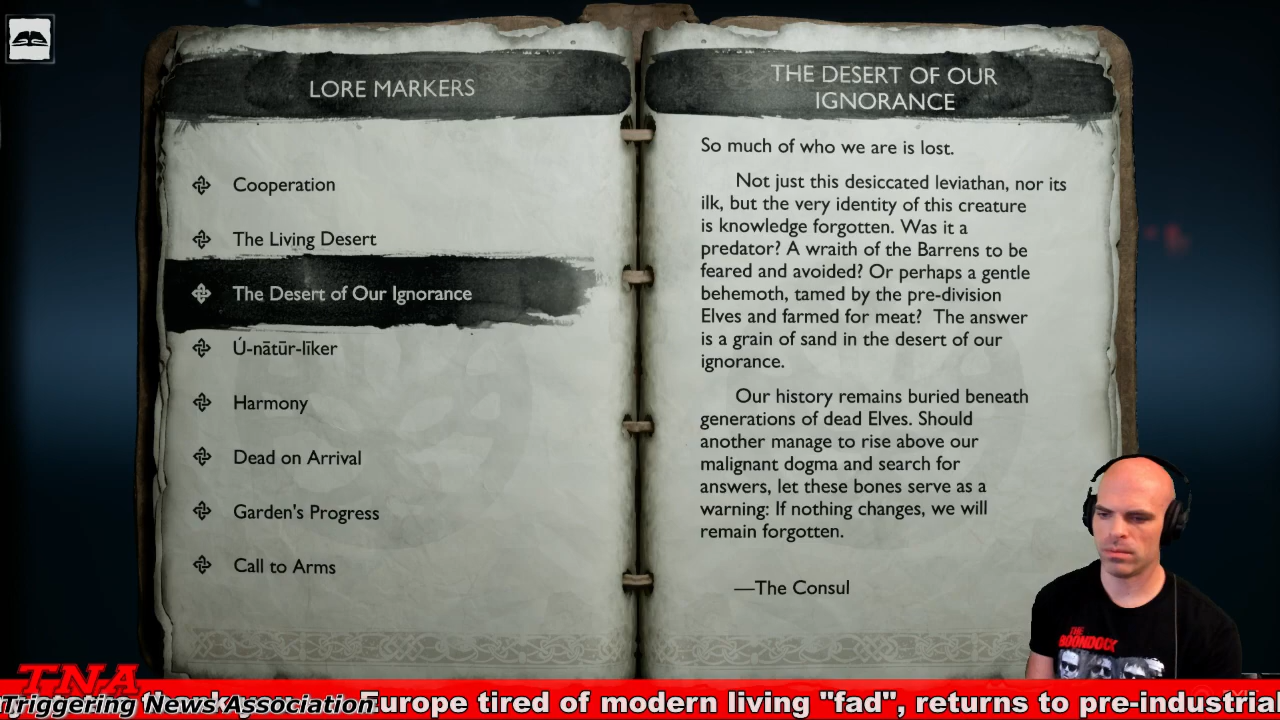 LORE MARKERS
Cooperation
The Living Desert
The Desert of Our Ignorance
Ú-nātūr-līker
Harmony
Dead on Arrival
Garden's Progress
Call to Arms
THE DESERT OF OUR
IGNORANCE
So much of who we are is lost.
Not just this desiccated leviathan, nor its
ilk, but the very identity of this creature
is knowledge forgotten. Was it a
predator? A wraith of the Barrens to be
feared and avoided? Or perhaps a gentle
behemoth, tamed by the pre-division
Elves and farmed for meat? The answer
is a grain of sand in the desert of our
ignorance.
Our history remains buried beneath
generations of dead Elves. Should
another manage to rise above our
malignant dogma and search for
answers, let these bones serve as a
warning: If nothing changes, we will
remain forgotten.
—The Consul
THE
BOONDOCK
TNA
Triggering News Association
Europe tired of modern living "fad", returns to pre-industrial